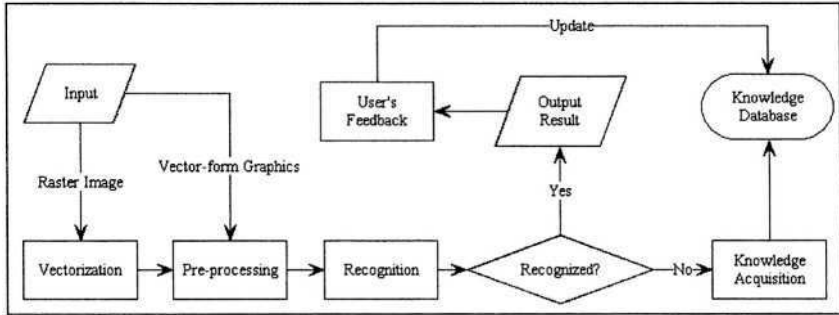 Update
Input
User's
Feedback
Output
Result
Knowledge
Database
Raster Image
Vector-form Graphics
Yes
Vectorization
Pre-processing
Recognition
Recognized?
No
Knowledge
Acquisition